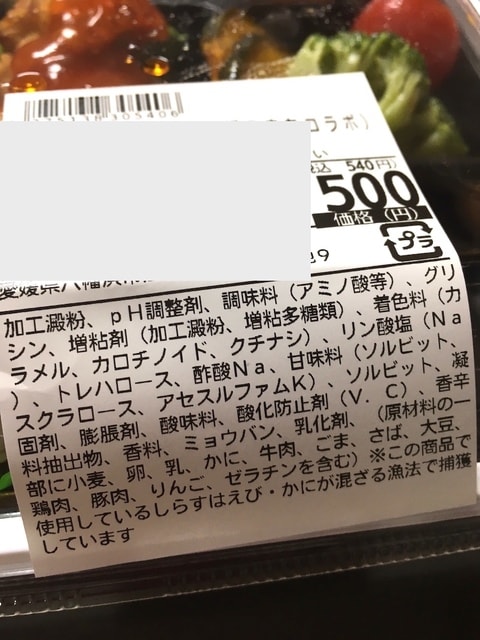 コラボ)
い
税込 540円)
500
価格 (円)
プラ
愛媛県八幡浜市
加工澱粉、pH調整剤、調味料（アミノ酸等）、グリ
シン、増粘剤（加工澱粉、増粘多糖類）、着色料（カ
ラメル、カロチノイド、クチナシ）、リン酸塩（Na
）、トレハロース、酢酸Na、甘味料（ソルビット、
スクラロース、アセスルファムK）、ソルビット、凝
固剤、膨脹剤、酸味料、酸化防止剤（V．C）香辛
料抽出物、香料、ミョウバン、乳化剤、（原材料の一
部に小麦、卵、乳、かに、牛肉、ごま、さば、大豆、
鶏肉、豚肉、りんご、ゼラチンを含む）※この商品で
使用しているしらすはえび・かにが混ざる漁法で捕獲
しています